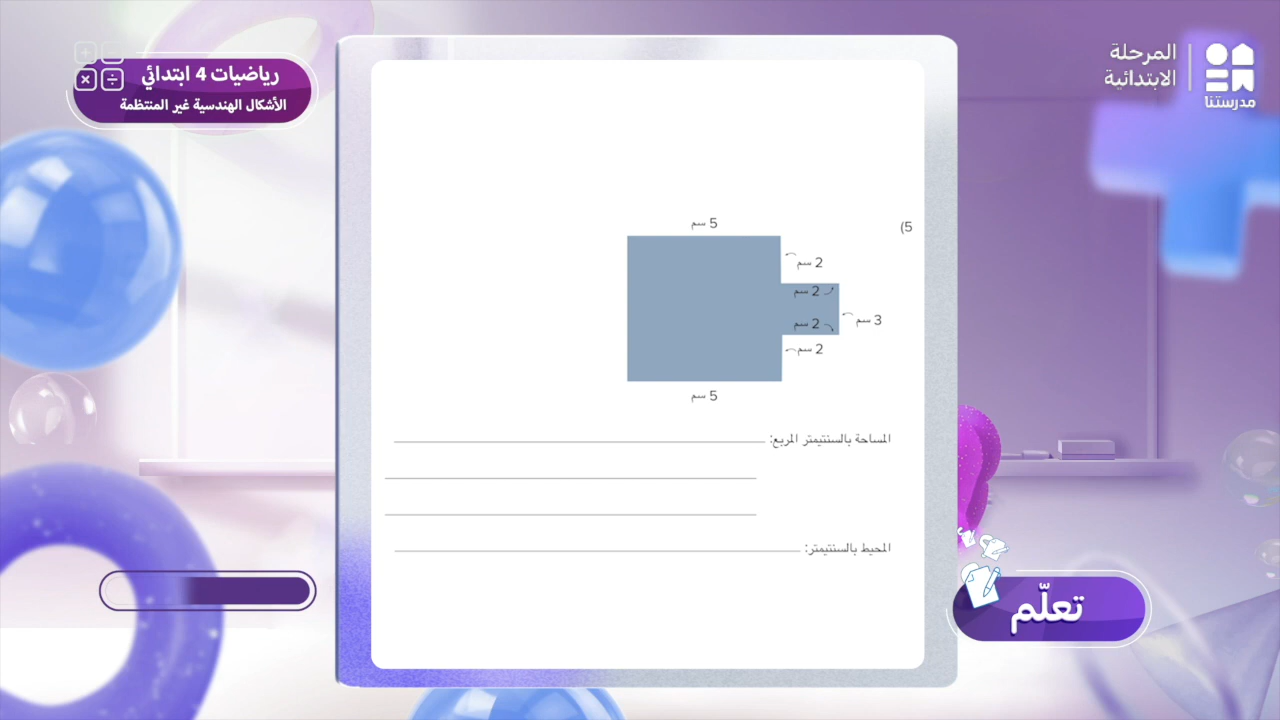 المرحلة
الابتدائية
مدرستنا
رياضيات 4 ابتدائي
الأشكال الهندسية غير المنتظمة
+ -
× ÷
5)
5 سم
2 سم
2 سم
3 سم
2 سم
2 سم
5 سم
المساحة بالسنتيمتر المربع:
المحيط بالسنتيمتر:
تعلّم